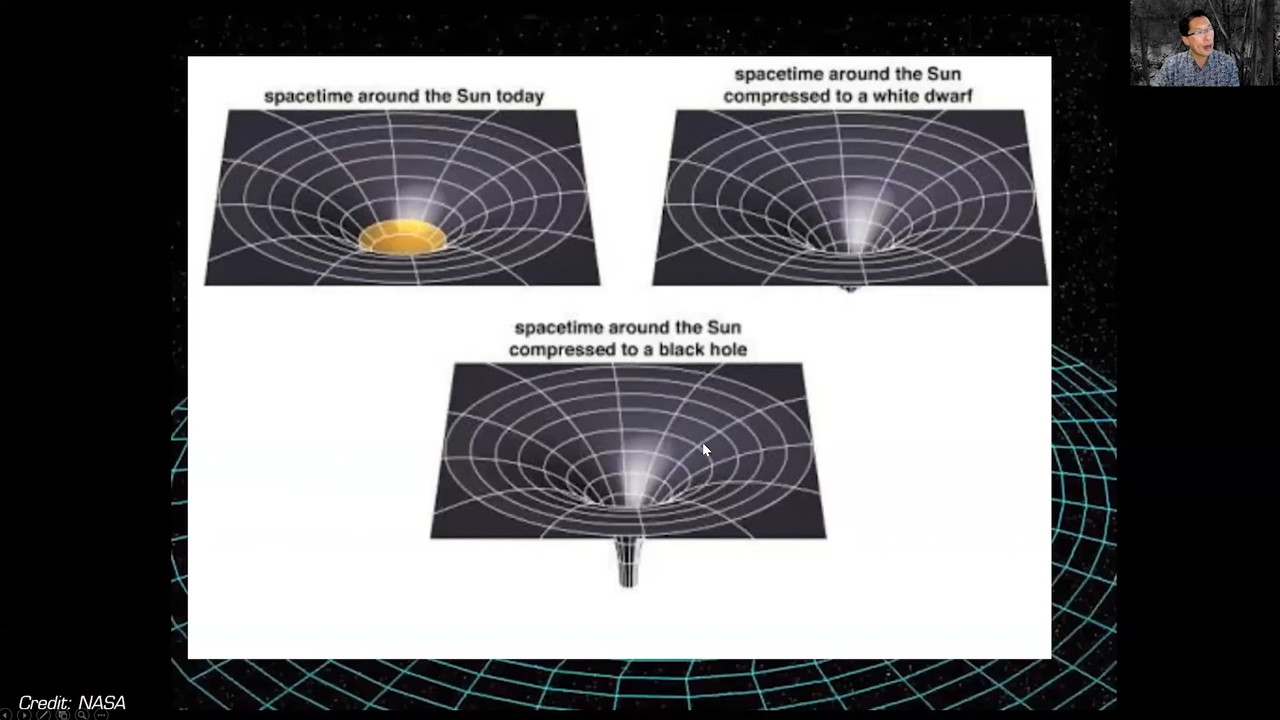 spacetime around the Sun today
spacetime around the Sun
compressed to a white dwarf
spacetime around the Sun
compressed to a black hole
Credit: NASA